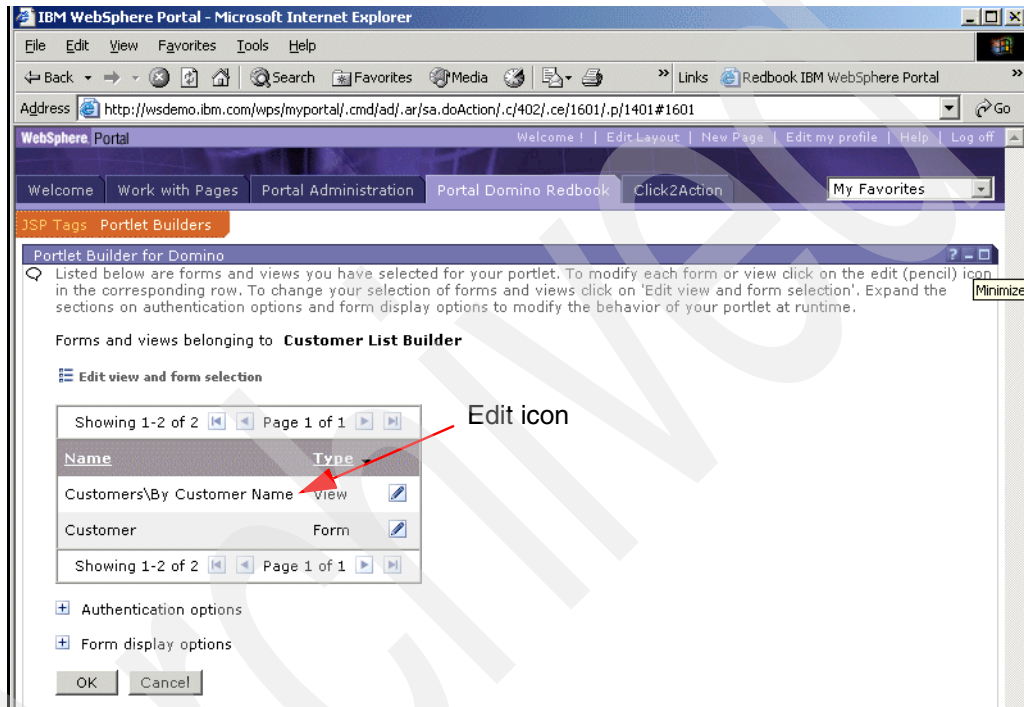 IBM WebSphere Portal - Microsoft Internet Explorer
File Edit View Favorites Tools Help
Back Search Favorites Media » Links Redbook IBM WebSphere Portal »
Address http://wsdemo.ibm.com/wps/myportal/.cmd/ad/.ar/sa.doAction/.c/402/.ce/1601/.p/1401#1601 Go
WebSphere Portal Welcome ! | Edit Layout | New Page | Edit my profile | Help | Log off
Welcome Work with Pages Portal Administration Portal Domino Redbook Click2Action My Favorites
JSP Tags Portlet Builders
Portlet Builder for Domino
Listed below are forms and views you have selected for your portlet. To modify each form or view click on the edit (pencil) icon
in the corresponding row. To change your selection of forms and views click on 'Edit view and form selection'. Expand the
Minimize
sections on authentication options and form display options to modify the behavior of your portlet at runtime.
Forms and views belonging to Customer List Builder
Edit view and form selection
Edit icon
Showing 1-2 of 2 Page 1 of 1
Name Type
Customers\By Customer Name View
Customer Form
Showing 1-2 of 2 Page 1 of 1
Authentication options
Form display options
OK Cancel